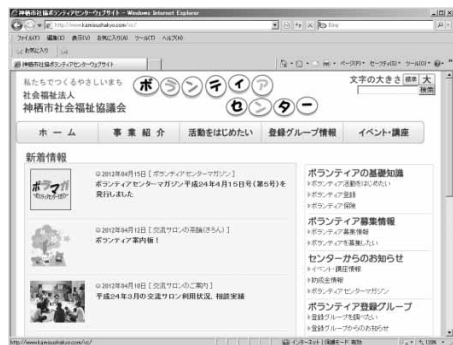 神栖市社協ボランティアセンターウェブサイト - Windows Internet Explorer
ファイル(F) 編集(E) 表示(V) お気に入り(A) ツール(T) ヘルプ(H)
お気に入り
神栖市社協ボランティアセンターウェブサイト
ページ(P) セーフティ(S) ツール(O)
私たちでつくるやさしいまち
社会福祉法人
神栖市社会福祉協議会
ボランティア
センター
文字の大きさ 標準 大
検索
ホーム 事業紹介 活動をはじめたい 登録グループ情報 イベント・講座
新着情報
ボラマガ
2012年04月15日 [ ボランティアセンターマガジン ]
ボランティアセンターマガジン平成24年4月15日号(第5号)を
発行しました
2012年04月12日 [ 交流サロンの茶論(さろん) ]
ボランティア案内板!
2012年04月10日 [ 交流サロンのご案内 ]
平成24年3月の交流サロン利用状況、相談実績
ボランティアの基礎知識
ボランティア活動をはじめたい
ボランティア登録
ボランティア保険
ボランティア募集情報
ボランティア募集情報
ボランティアを募集したい
センターからのお知らせ
イベント・講座情報
助成金情報
ボランティアセンターマガジン
ボランティア登録グループ
登録グループを調べたい
登録グループからのお知らせ
インターネット | 保護モード: 有効